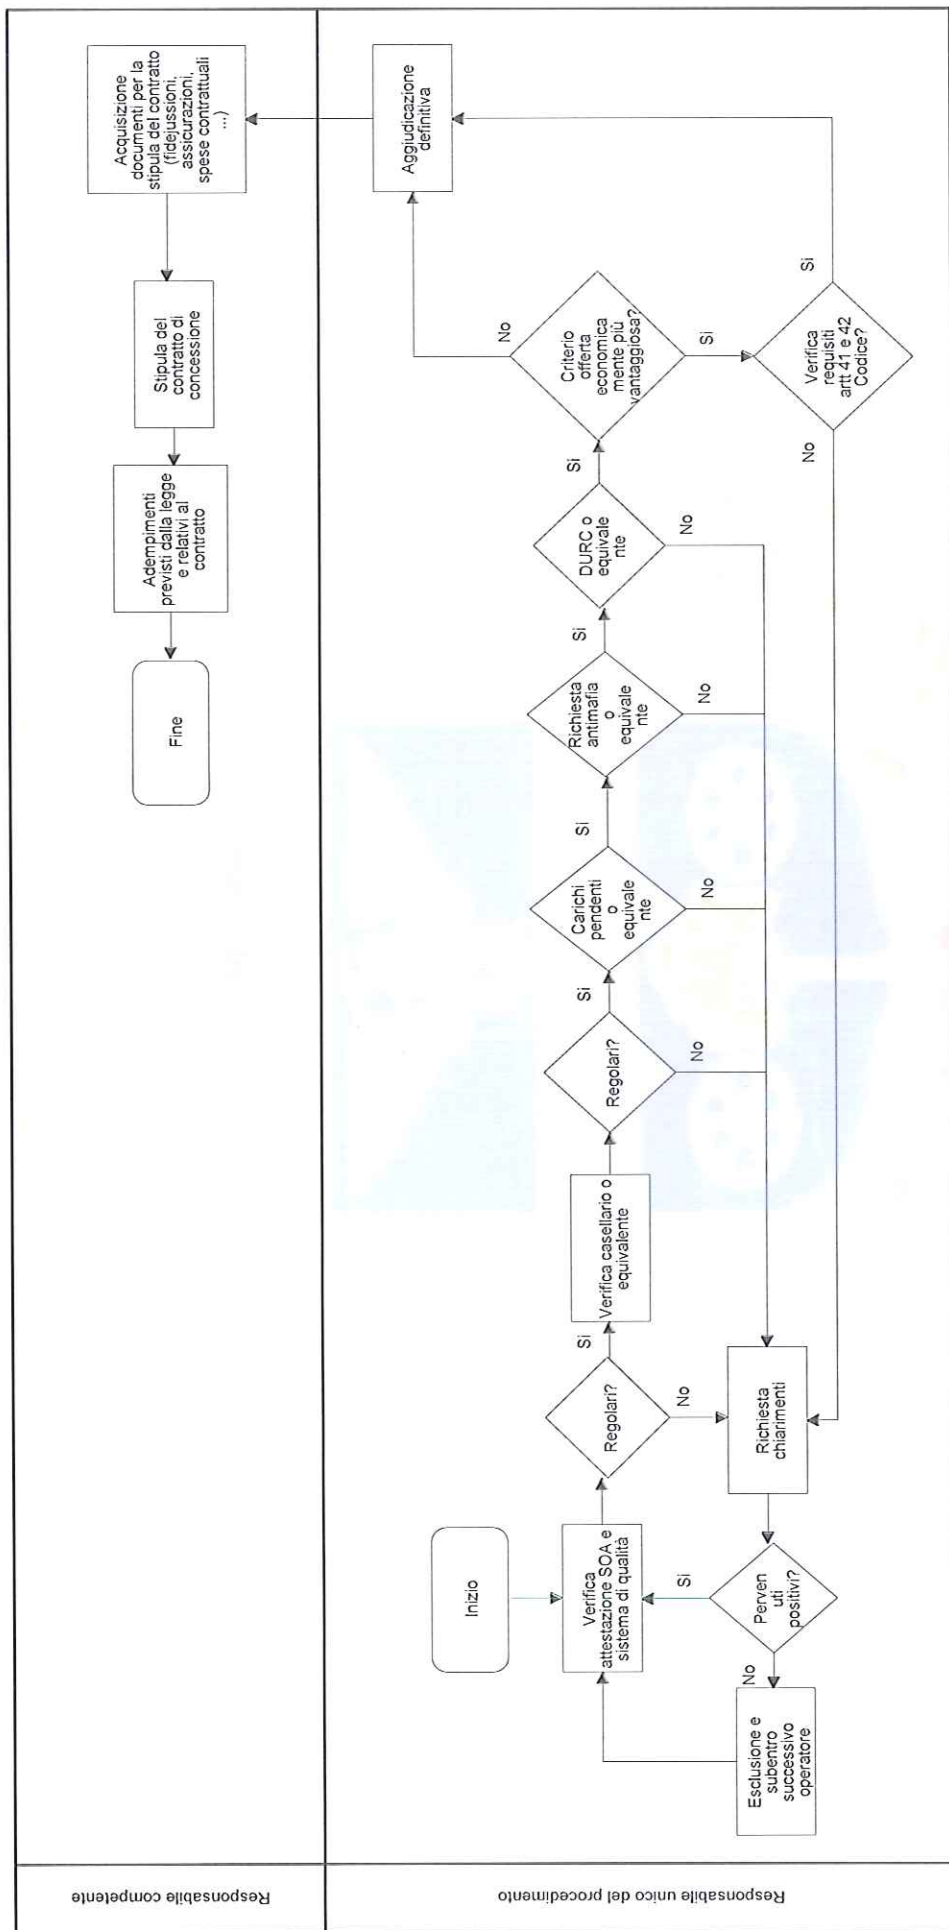 Responsabile competente
Acquisizione
documenti per la
stipula del contratto
(fidejussioni,
assicurazioni,
spese contrattuali
...)
Stipula del
contratto di
concessione
Adempimenti
previsti dalla legge
e relativi al
contratto
Fine
Responsabile unico del procedimento
Inizio
Verifica
attestazione SOA e
sistema di qualità
Regolari?
Si
No
Verifica casellario o
equivalente
Regolari?
Si
No
Carichi
pendenti
o
equivale
nte
Si
No
Richiesta
antimafia
o
equivale
nte
Si
No
DURC o
equivale
nte
Si
No
Criterio
offerta
economica
mente più
vantaggiosa?
No
Si
Aggiudicazione
definitiva
Verifica
requisiti
artt 41 e 42
Codice?
Si
No
Richiesta
chiarimenti
Perven
uti
positivi?
Si
No
Esclusione e
subentro
successivo
operatore